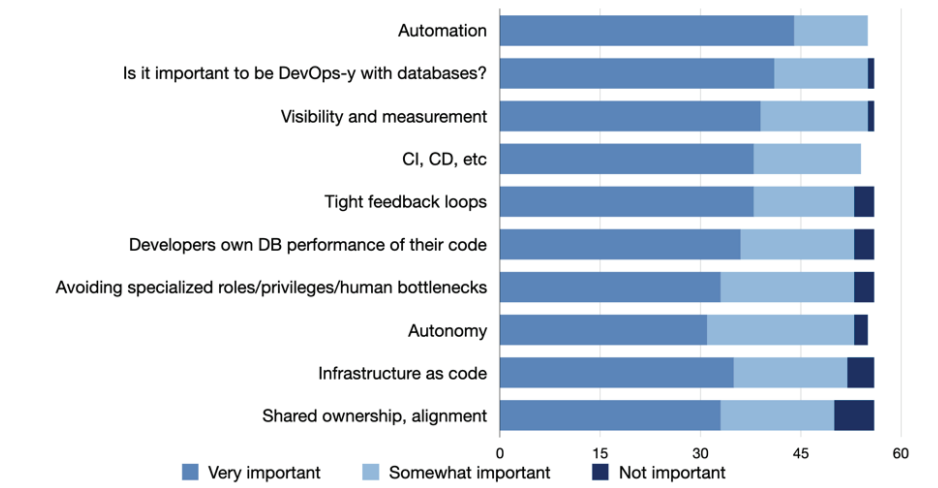 Automation
Is it important to be DevOps-y with databases?
Visibility and measurement
CI, CD, etc
Tight feedback loops
Developers own DB performance of their code
Avoiding specialized roles/privileges/human bottlenecks
Autonomy
Infrastructure as code
Shared ownership, alignment
0 15 30 45 60
Very important Somewhat important Not important